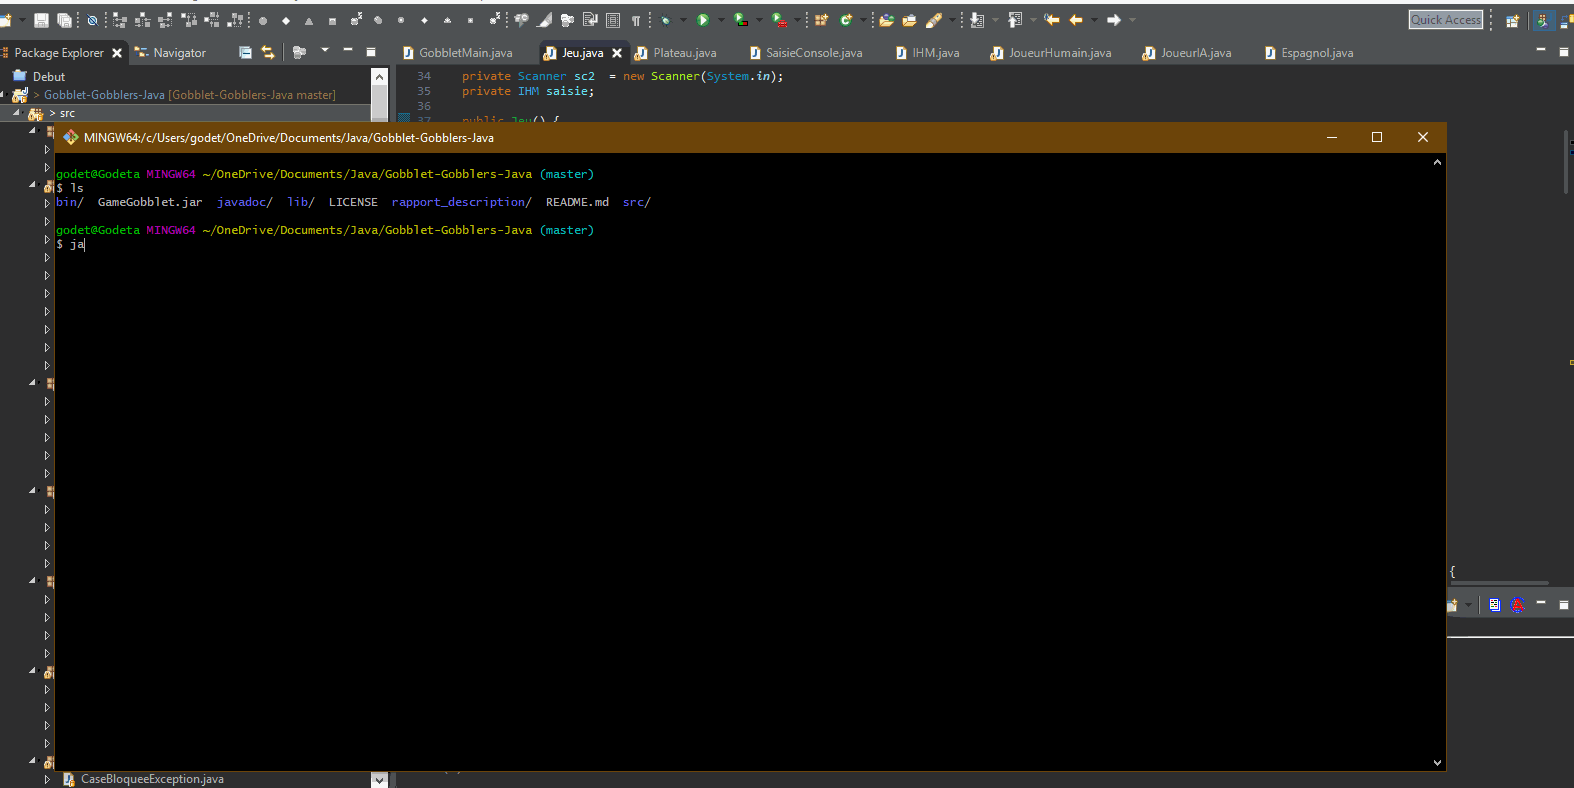 Quick Access
Package Explorer
Navigator
GobbletMain.java
Jeu.java
Plateau.java
SaisieConsole.java
IHM.java
JoueurHumain.java
JoueurIA.java
Espagnol.java
Debut
> Gobblet-Gobblers-Java [Gobblet-Gobblers-Java master]
> src
34 private Scanner sc2 = new Scanner(System.in);
35 private IHM saisie;
36
37 public Jeu() {
MINGW64:/c/Users/godet/OneDrive/Documents/Java/Gobblet-Gobblers-Java
godet@Godeta MINGW64 ~/OneDrive/Documents/Java/Gobblet-Gobblers-Java (master)
$ ls
bin/ GameGobblet.jar javadoc/ lib/ LICENSE rapport_description/ README.md src/
godet@Godeta MINGW64 ~/OneDrive/Documents/Java/Gobblet-Gobblers-Java (master)
$ ja
{
CaseBloqueeException.java